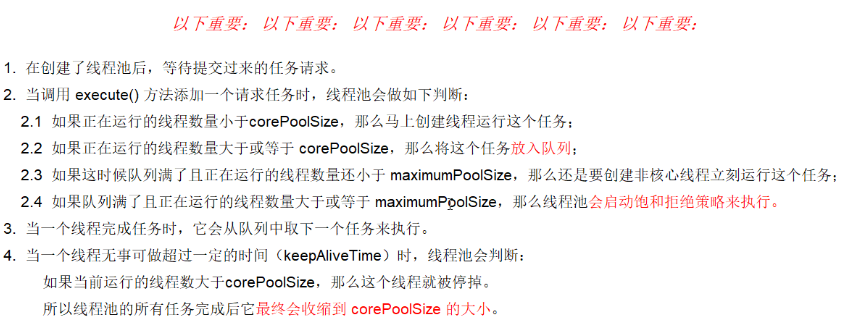 以下重要： 以下重要： 以下重要： 以下重要： 以下重要： 以下重要：
1. 在创建了线程池后，等待提交过来的任务请求。
2. 当调用 execute() 方法添加一个请求任务时，线程池会做如下判断：
2.1 如果正在运行的线程数量小于corePoolSize，那么马上创建线程运行这个任务；
2.2 如果正在运行的线程数量大于或等于 corePoolSize，那么将这个任务放入队列；
2.3 如果这时候队列满了且正在运行的线程数量还小于 maximumPoolSize，那么还是要创建非核心线程立刻运行这个任务；
2.4 如果队列满了且正在运行的线程数量大于或等于 maximumPoolSize，那么线程池会启动饱和拒绝策略来执行。
3. 当一个线程完成任务时，它会从队列中取下一个任务来执行。
4. 当一个线程无事可做超过一定的时间（keepAliveTime）时，线程池会判断：
如果当前运行的线程数大于corePoolSize，那么这个线程就被停掉。
所以线程池的所有任务完成后它最终会收缩到 corePoolSize 的大小。